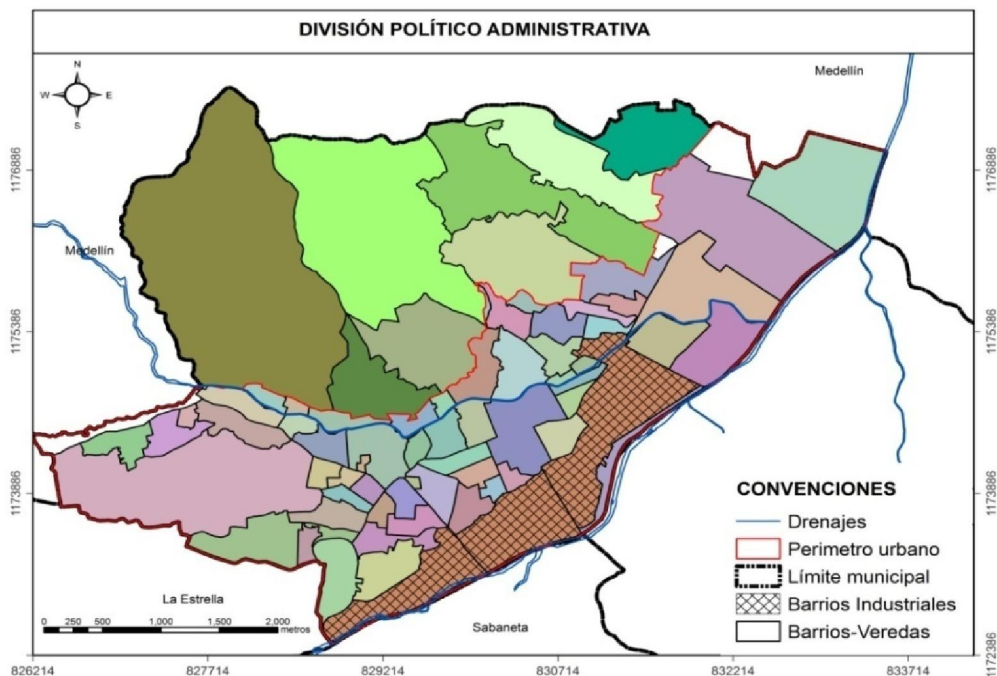 DIVISIÓN POLÍTICO ADMINISTRATIVA
N
W E
S
Medellín
Medellín
1176886
1176886
1175386
1175386
1173886
1173886
1172386
CONVENCIONES
Drenajes
Perimetro urbano
Límite municipal
Barrios Industriales
Barrios-Veredas
La Estrella
Sabaneta
0 250 500 1.000 1.500 2.000
metros
826214 827714 829214 830714 832214 833714